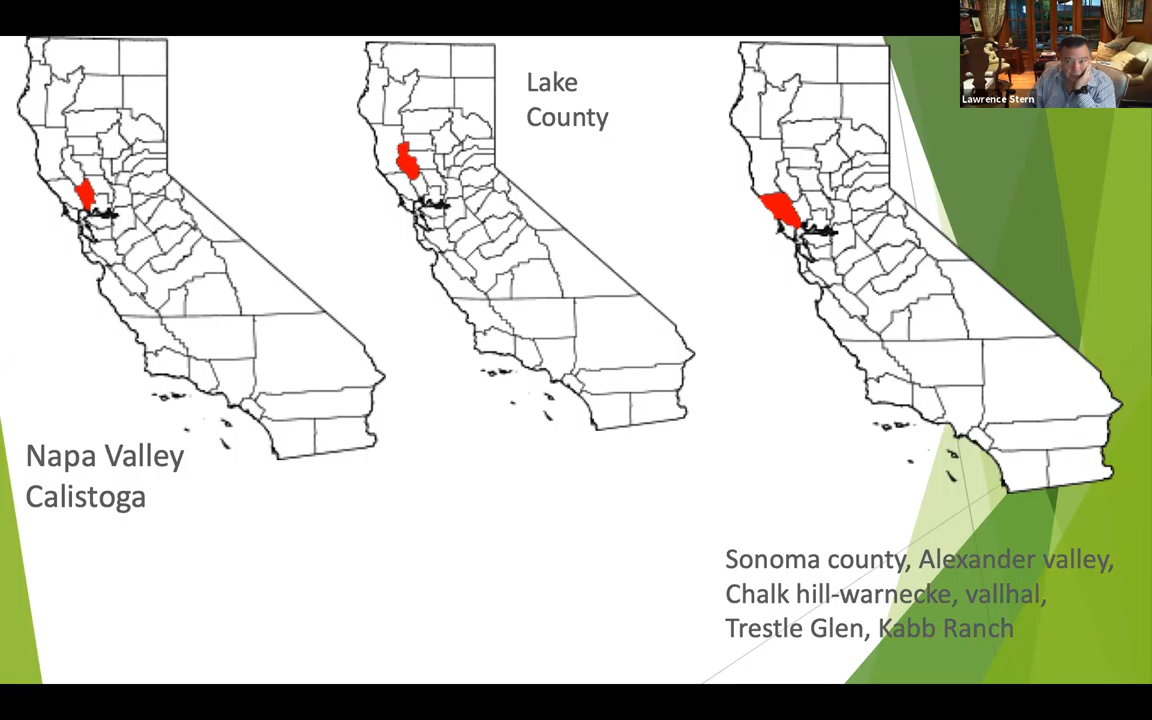 Lawrence Stern
Lake
County
Napa Valley
Calistoga
Sonoma county, Alexander valley,
Chalk hill-warnecke, vallhal,
Trestle Glen, Kabb Ranch